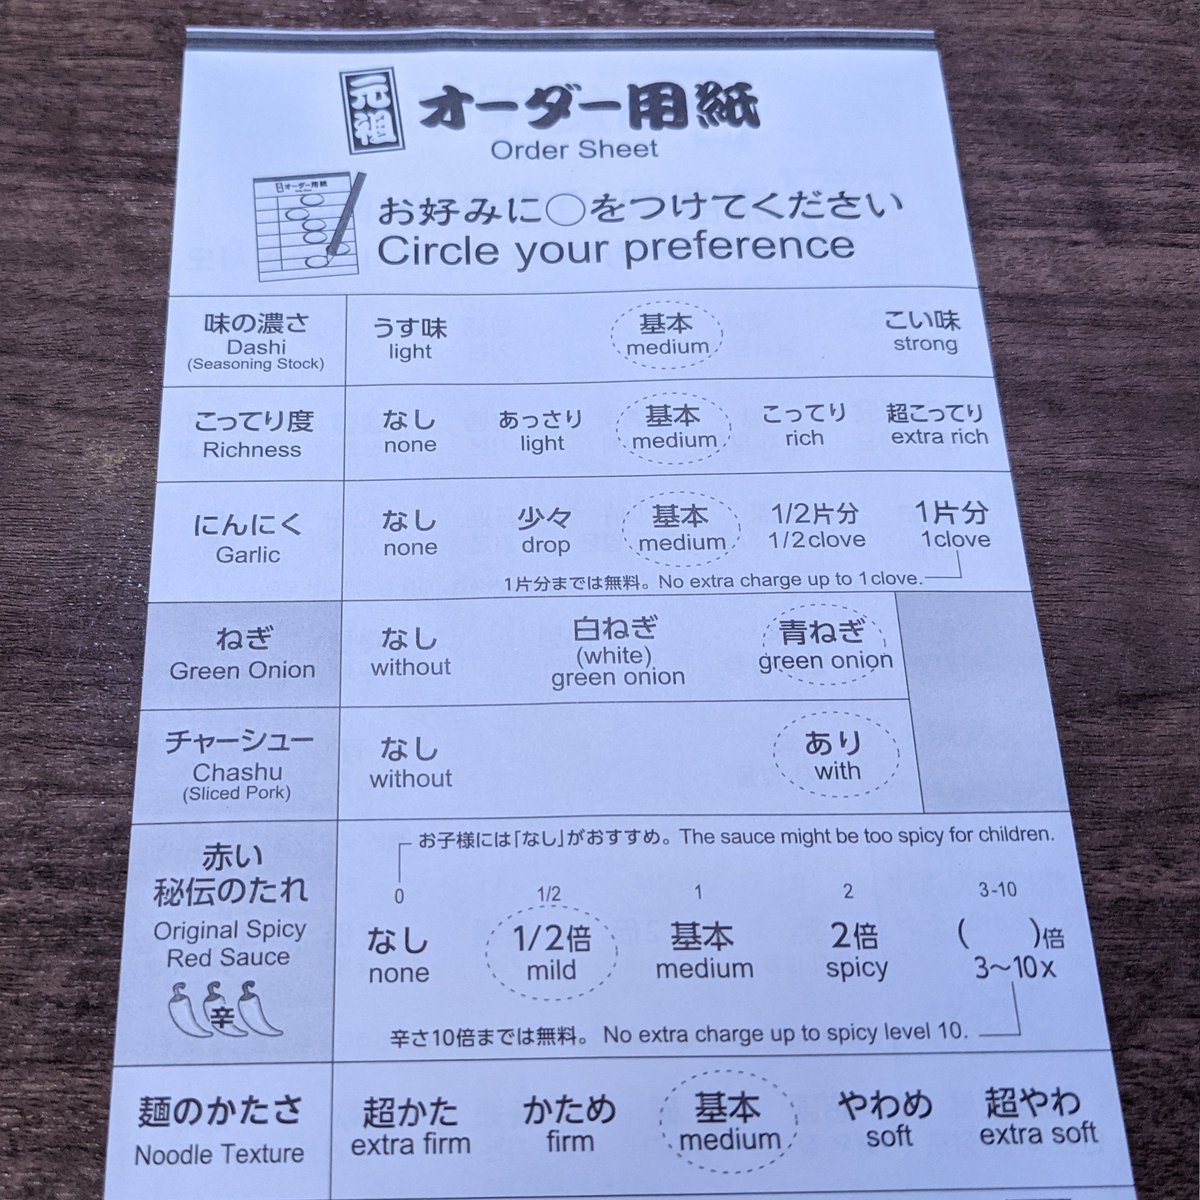 元祖 オーダー用紙
Order Sheet
オーダー用紙
お好みに○をつけてください
Circle your preference
味の濃さ
Dashi
(Seasoning Stock)
うす味 基本 こい味
light medium strong
こってり度
Richness
なし あっさり 基本 こってり 超こってり
none light medium rich extra rich
にんにく
Garlic
なし 少々 基本 1/2片分 1片分
none drop medium 1/2clove 1clove
1片分までは無料。No extra charge up to 1clove.
ねぎ
Green Onion
なし 白ねぎ 青ねぎ
without (white) green onion
green onion
チャーシュー
Chashu
(Sliced Pork)
なし あり
without with
赤い
秘伝のたれ
Original Spicy
Red Sauce
辛
お子様には「なし」がおすすめ。The sauce might be too spicy for children.
0 1/2 1 2 3-10
なし 1/2倍 基本 2倍 ( )倍
none mild medium spicy 3〜10x
辛さ10倍までは無料。No extra charge up to spicy level 10.
麺のかたさ
Noodle Texture
超かた かため 基本 やわめ 超やわ
extra firm firm medium soft extra soft